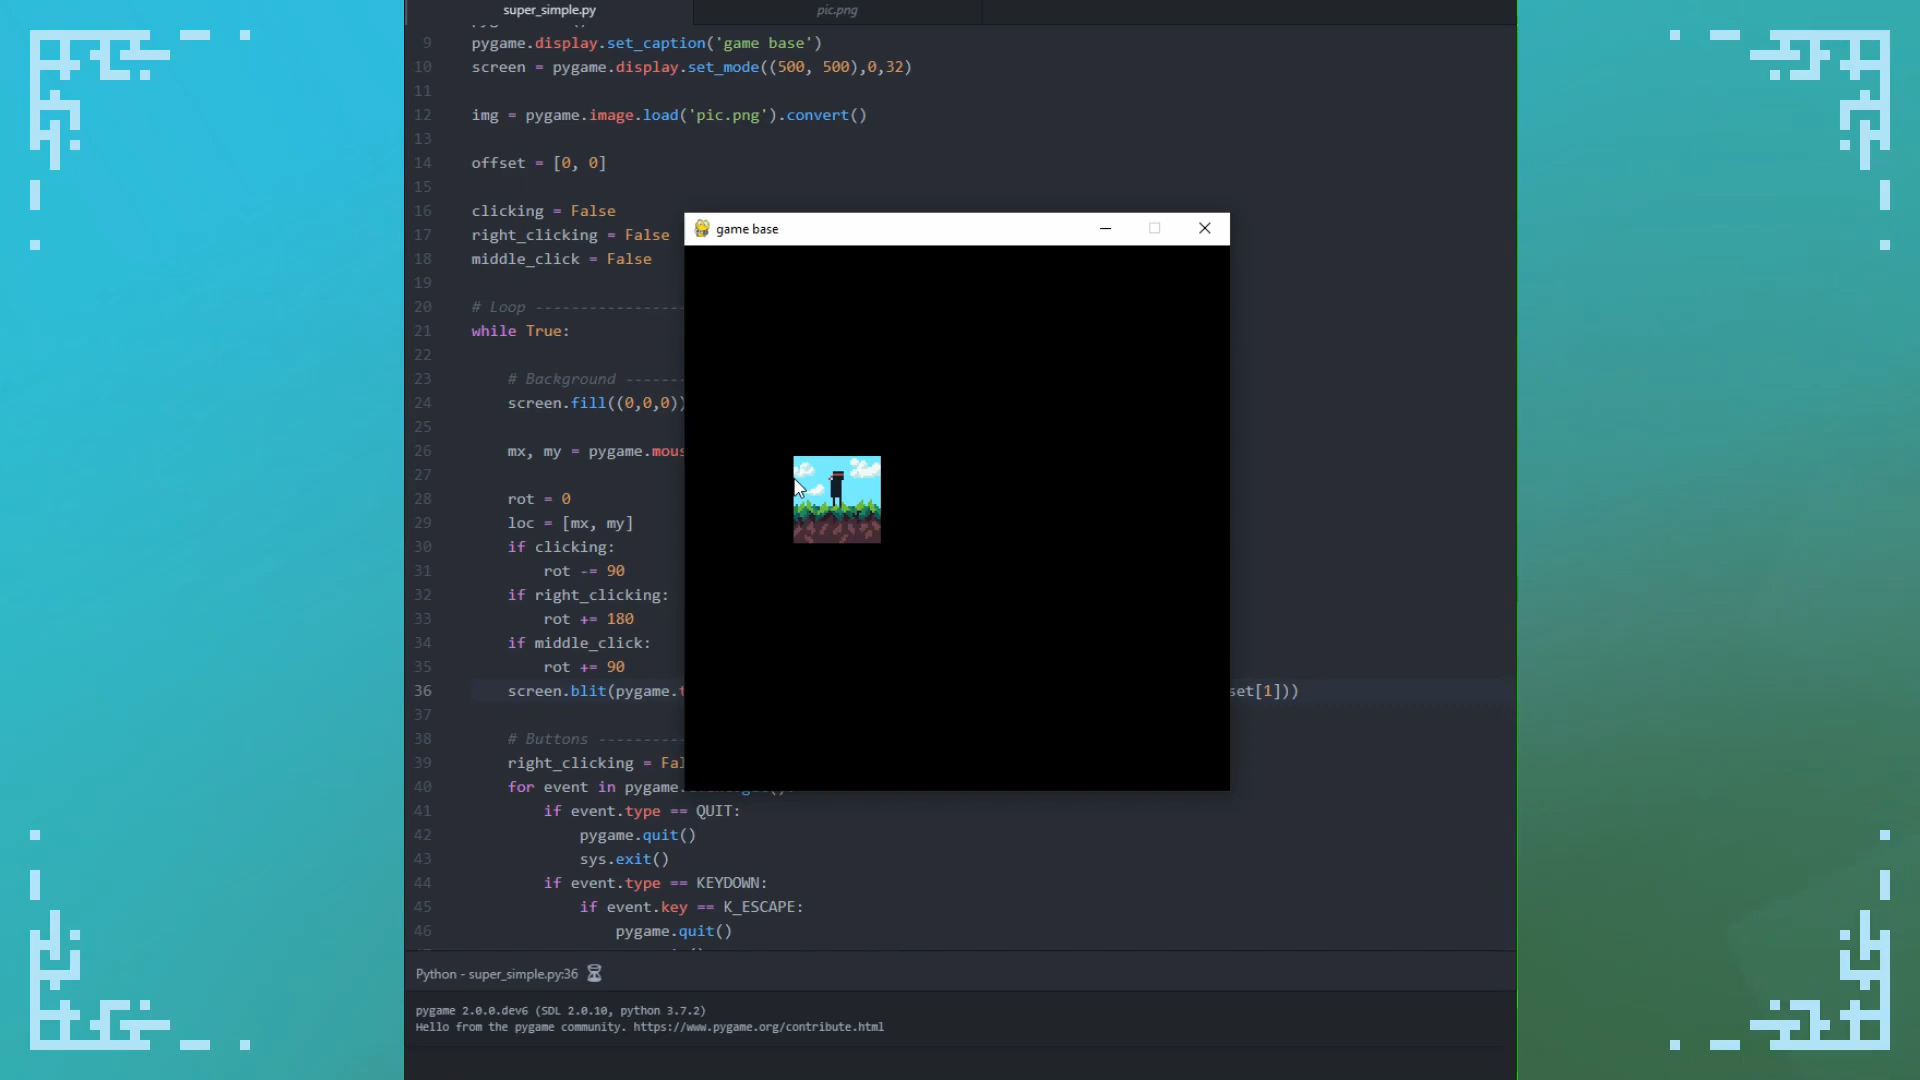 super_simple.py
pic.png
9 pygame.display.set_caption('game base')
10 screen = pygame.display.set_mode((500, 500),0,32)
11
12 img = pygame.image.load('pic.png').convert()
13
14 offset = [0, 0]
15
16 clicking = False
17 right_clicking = False
18 middle_click = False
19
20 # Loop -----------------
21 while True:
22
23 # Background -------
24 screen.fill((0,0,0))
25
26 mx, my = pygame.mous
27
28 rot = 0
29 loc = [mx, my]
30 if clicking:
31 rot -= 90
32 if right_clicking:
33 rot += 180
34 if middle_click:
35 rot += 90
36 screen.blit(pygame.t set[1]))
37
38 # Buttons ----------
39 right_clicking = Fal
40 for event in pygame.
41 if event.type == QUIT:
42 pygame.quit()
43 sys.exit()
44 if event.type == KEYDOWN:
45 if event.key == K_ESCAPE:
46 pygame.quit()
game base
Python - super_simple.py:36
pygame 2.0.0.dev6 (SDL 2.0.10, python 3.7.2)
Hello from the pygame community. https://www.pygame.org/contribute.html